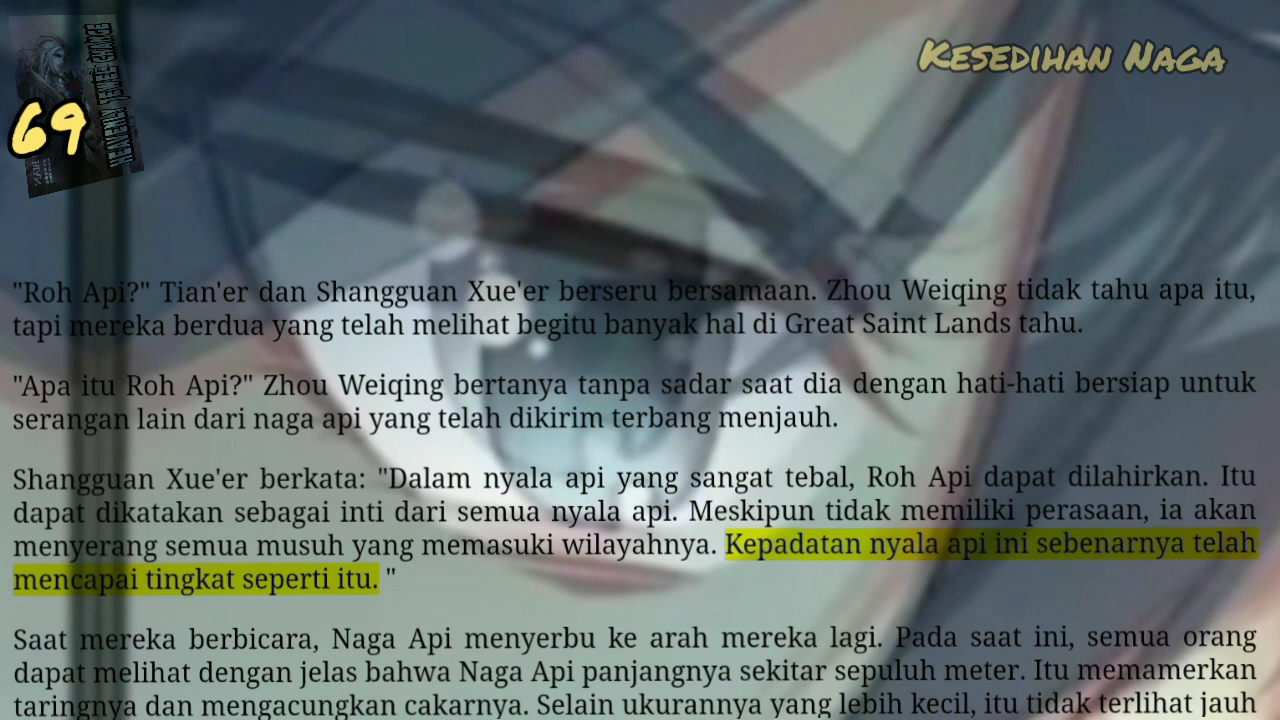 Kesedihan Naga
69
HEAVENLY JEWEL CHANGE
"Roh Api?" Tian'er dan Shangguan Xue'er berseru bersamaan. Zhou Weiqing tidak tahu apa itu,
tapi mereka berdua yang telah melihat begitu banyak hal di Great Saint Lands tahu.
"Apa itu Roh Api?" Zhou Weiqing bertanya tanpa sadar saat dia dengan hati-hati bersiap untuk
serangan lain dari naga api yang telah dikirim terbang menjauh.
Shangguan Xue'er berkata: "Dalam nyala api yang sangat tebal, Roh Api dapat dilahirkan. Itu
dapat dikatakan sebagai inti dari semua nyala api. Meskipun tidak memiliki perasaan, ia akan
menyerang semua musuh yang memasuki wilayahnya. Kepadatan nyala api ini sebenarnya telah
mencapai tingkat seperti itu. "
Saat mereka berbicara, Naga Api menyerbu ke arah mereka lagi. Pada saat ini, semua orang
dapat melihat dengan jelas bahwa Naga Api panjangnya sekitar sepuluh meter. Itu memamerkan
taringnya dan mengacungkan cakarnya. Selain ukurannya yang lebih kecil, itu tidak terlihat jauh